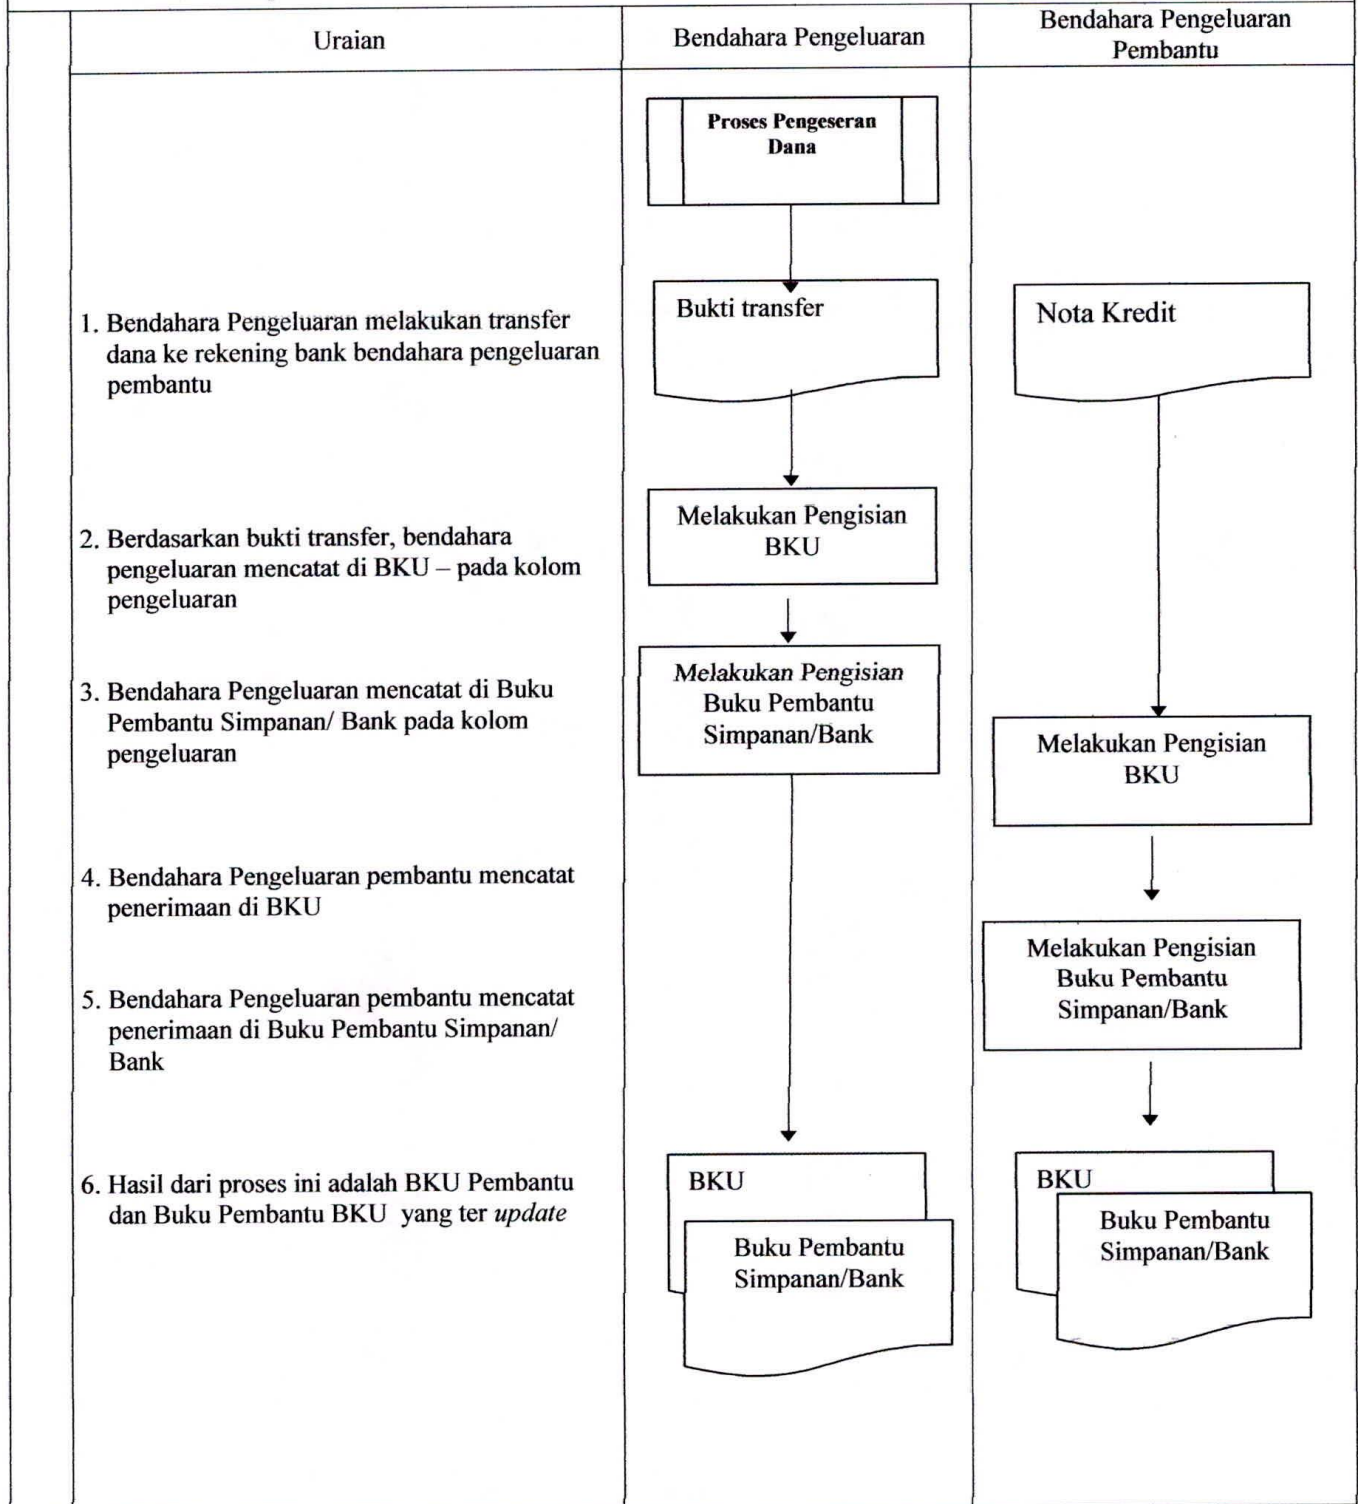 Uraian
Bendahara Pengeluaran
Bendahara Pengeluaran
Pembantu
Proses Pengeseran
Dana
1. Bendahara Pengeluaran melakukan transfer
dana ke rekening bank bendahara pengeluaran
pembantu
Bukti transfer
Nota Kredit
2. Berdasarkan bukti transfer, bendahara
pengeluaran mencatat di BKU – pada kolom
pengeluaran
Melakukan Pengisian
BKU
3. Bendahara Pengeluaran mencatat di Buku
Pembantu Simpanan/ Bank pada kolom
pengeluaran
Melakukan Pengisian
Buku Pembantu
Simpanan/Bank
Melakukan Pengisian
BKU
4. Bendahara Pengeluaran pembantu mencatat
penerimaan di BKU
5. Bendahara Pengeluaran pembantu mencatat
penerimaan di Buku Pembantu Simpanan/
Bank
Melakukan Pengisian
Buku Pembantu
Simpanan/Bank
6. Hasil dari proses ini adalah BKU Pembantu
dan Buku Pembantu BKU yang ter update
BKU
Buku Pembantu
Simpanan/Bank
BKU
Buku Pembantu
Simpanan/Bank